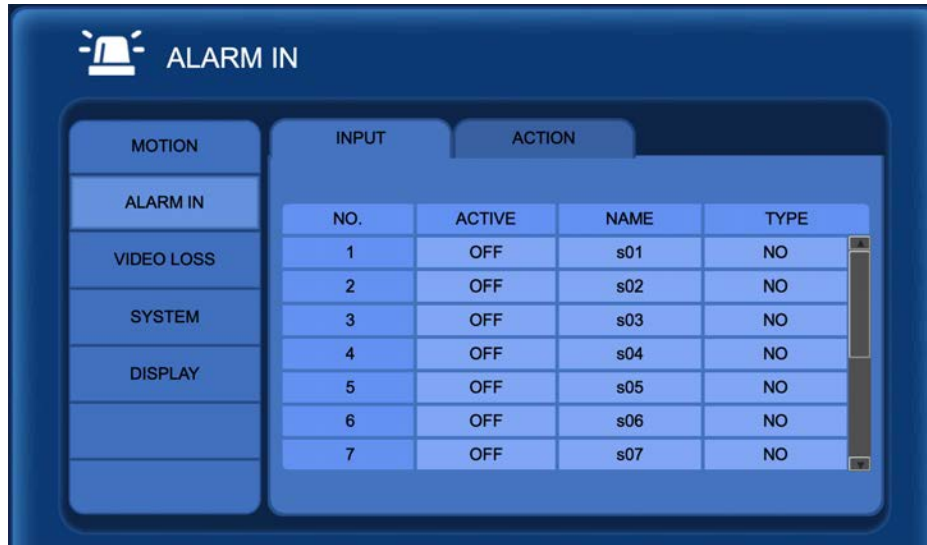 ALARM IN
MOTION
ALARM IN
VIDEO LOSS
SYSTEM
DISPLAY
INPUT ACTION
NO. ACTIVE NAME TYPE
1 OFF s01 NO
2 OFF s02 NO
3 OFF s03 NO
4 OFF s04 NO
5 OFF s05 NO
6 OFF s06 NO
7 OFF s07 NO